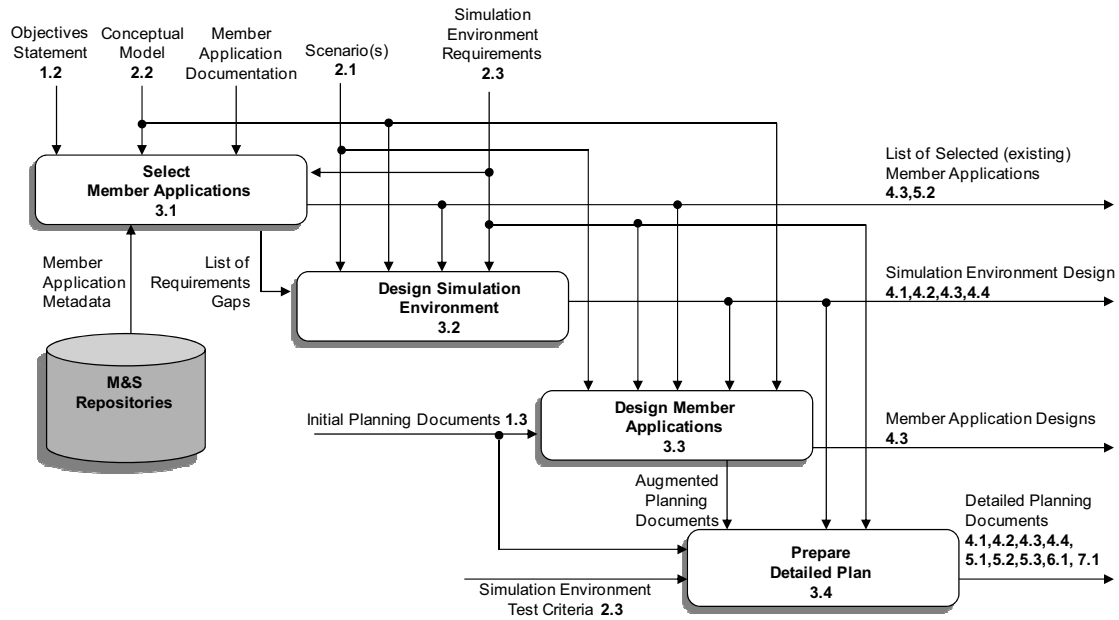 Objectives
Statement
1.2
Conceptual
Model
2.2
Member
Application
Documentation
Scenario(s)
2.1
Simulation
Environment
Requirements
2.3
Select
Member Applications
3.1
List of Selected (existing)
Member Applications
4.3,5.2
Member
Application
Metadata
List of
Requirements
Gaps
Design Simulation
Environment
3.2
Simulation Environment Design
4.1,4.2,4.3,4.4
M&S
Repositories
Initial Planning Documents 1.3
Design Member
Applications
3.3
Member Application Designs
4.3
Augmented
Planning
Documents
Prepare
Detailed Plan
3.4
Detailed Planning
Documents
4.1,4.2,4.3,4.4,
5.1,5.2,5.3,6.1, 7.1
Simulation Environment
Test Criteria 2.3